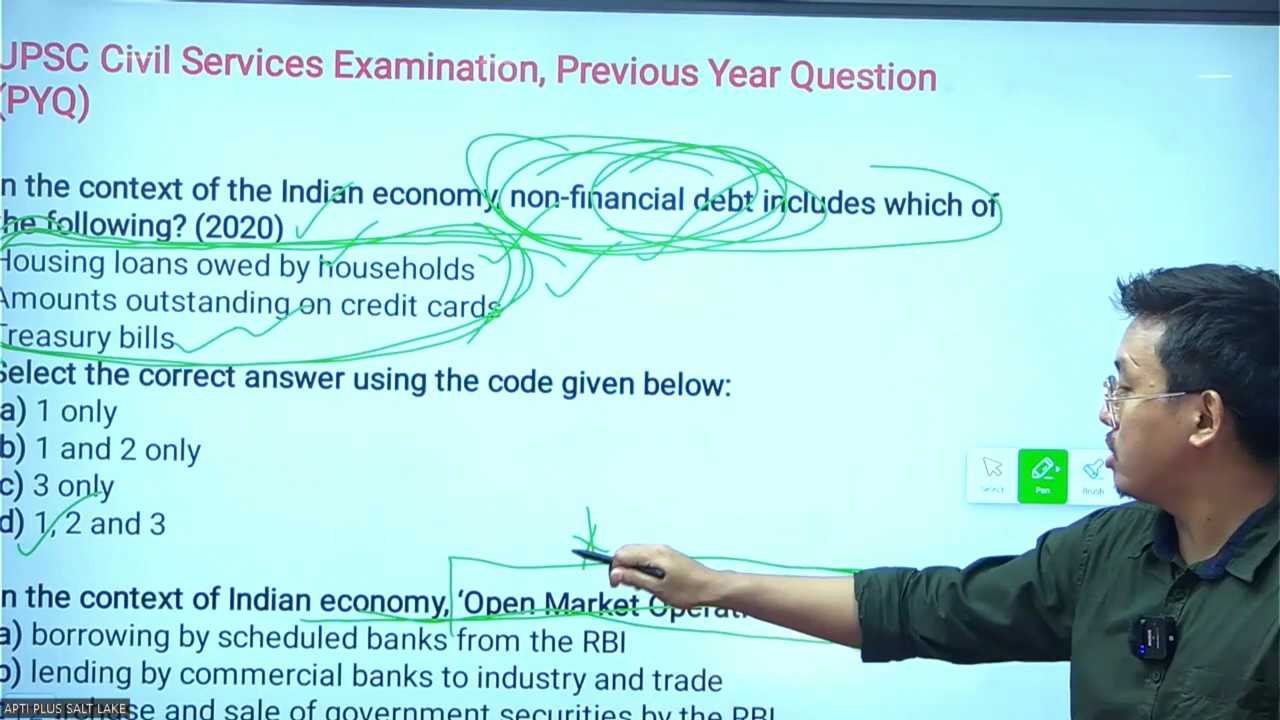 UPSC Civil Services Examination, Previous Year Question
(PYQ)
n the context of the Indian economy, non-financial debt includes which of
he following? (2020)
Housing loans owed by households
Amounts outstanding on credit cards
Treasury bills
Select the correct answer using the code given below:
a) 1 only
b) 1 and 2 only
c) 3 only
d) 1, 2 and 3
Select
Pen
Brush
n the context of Indian economy, 'Open Market
a) borrowing by scheduled banks from the RBI
b) lending by commercial banks to industry and trade
and sale of government securities by the RBI
APTI PLUS SALT LAKE